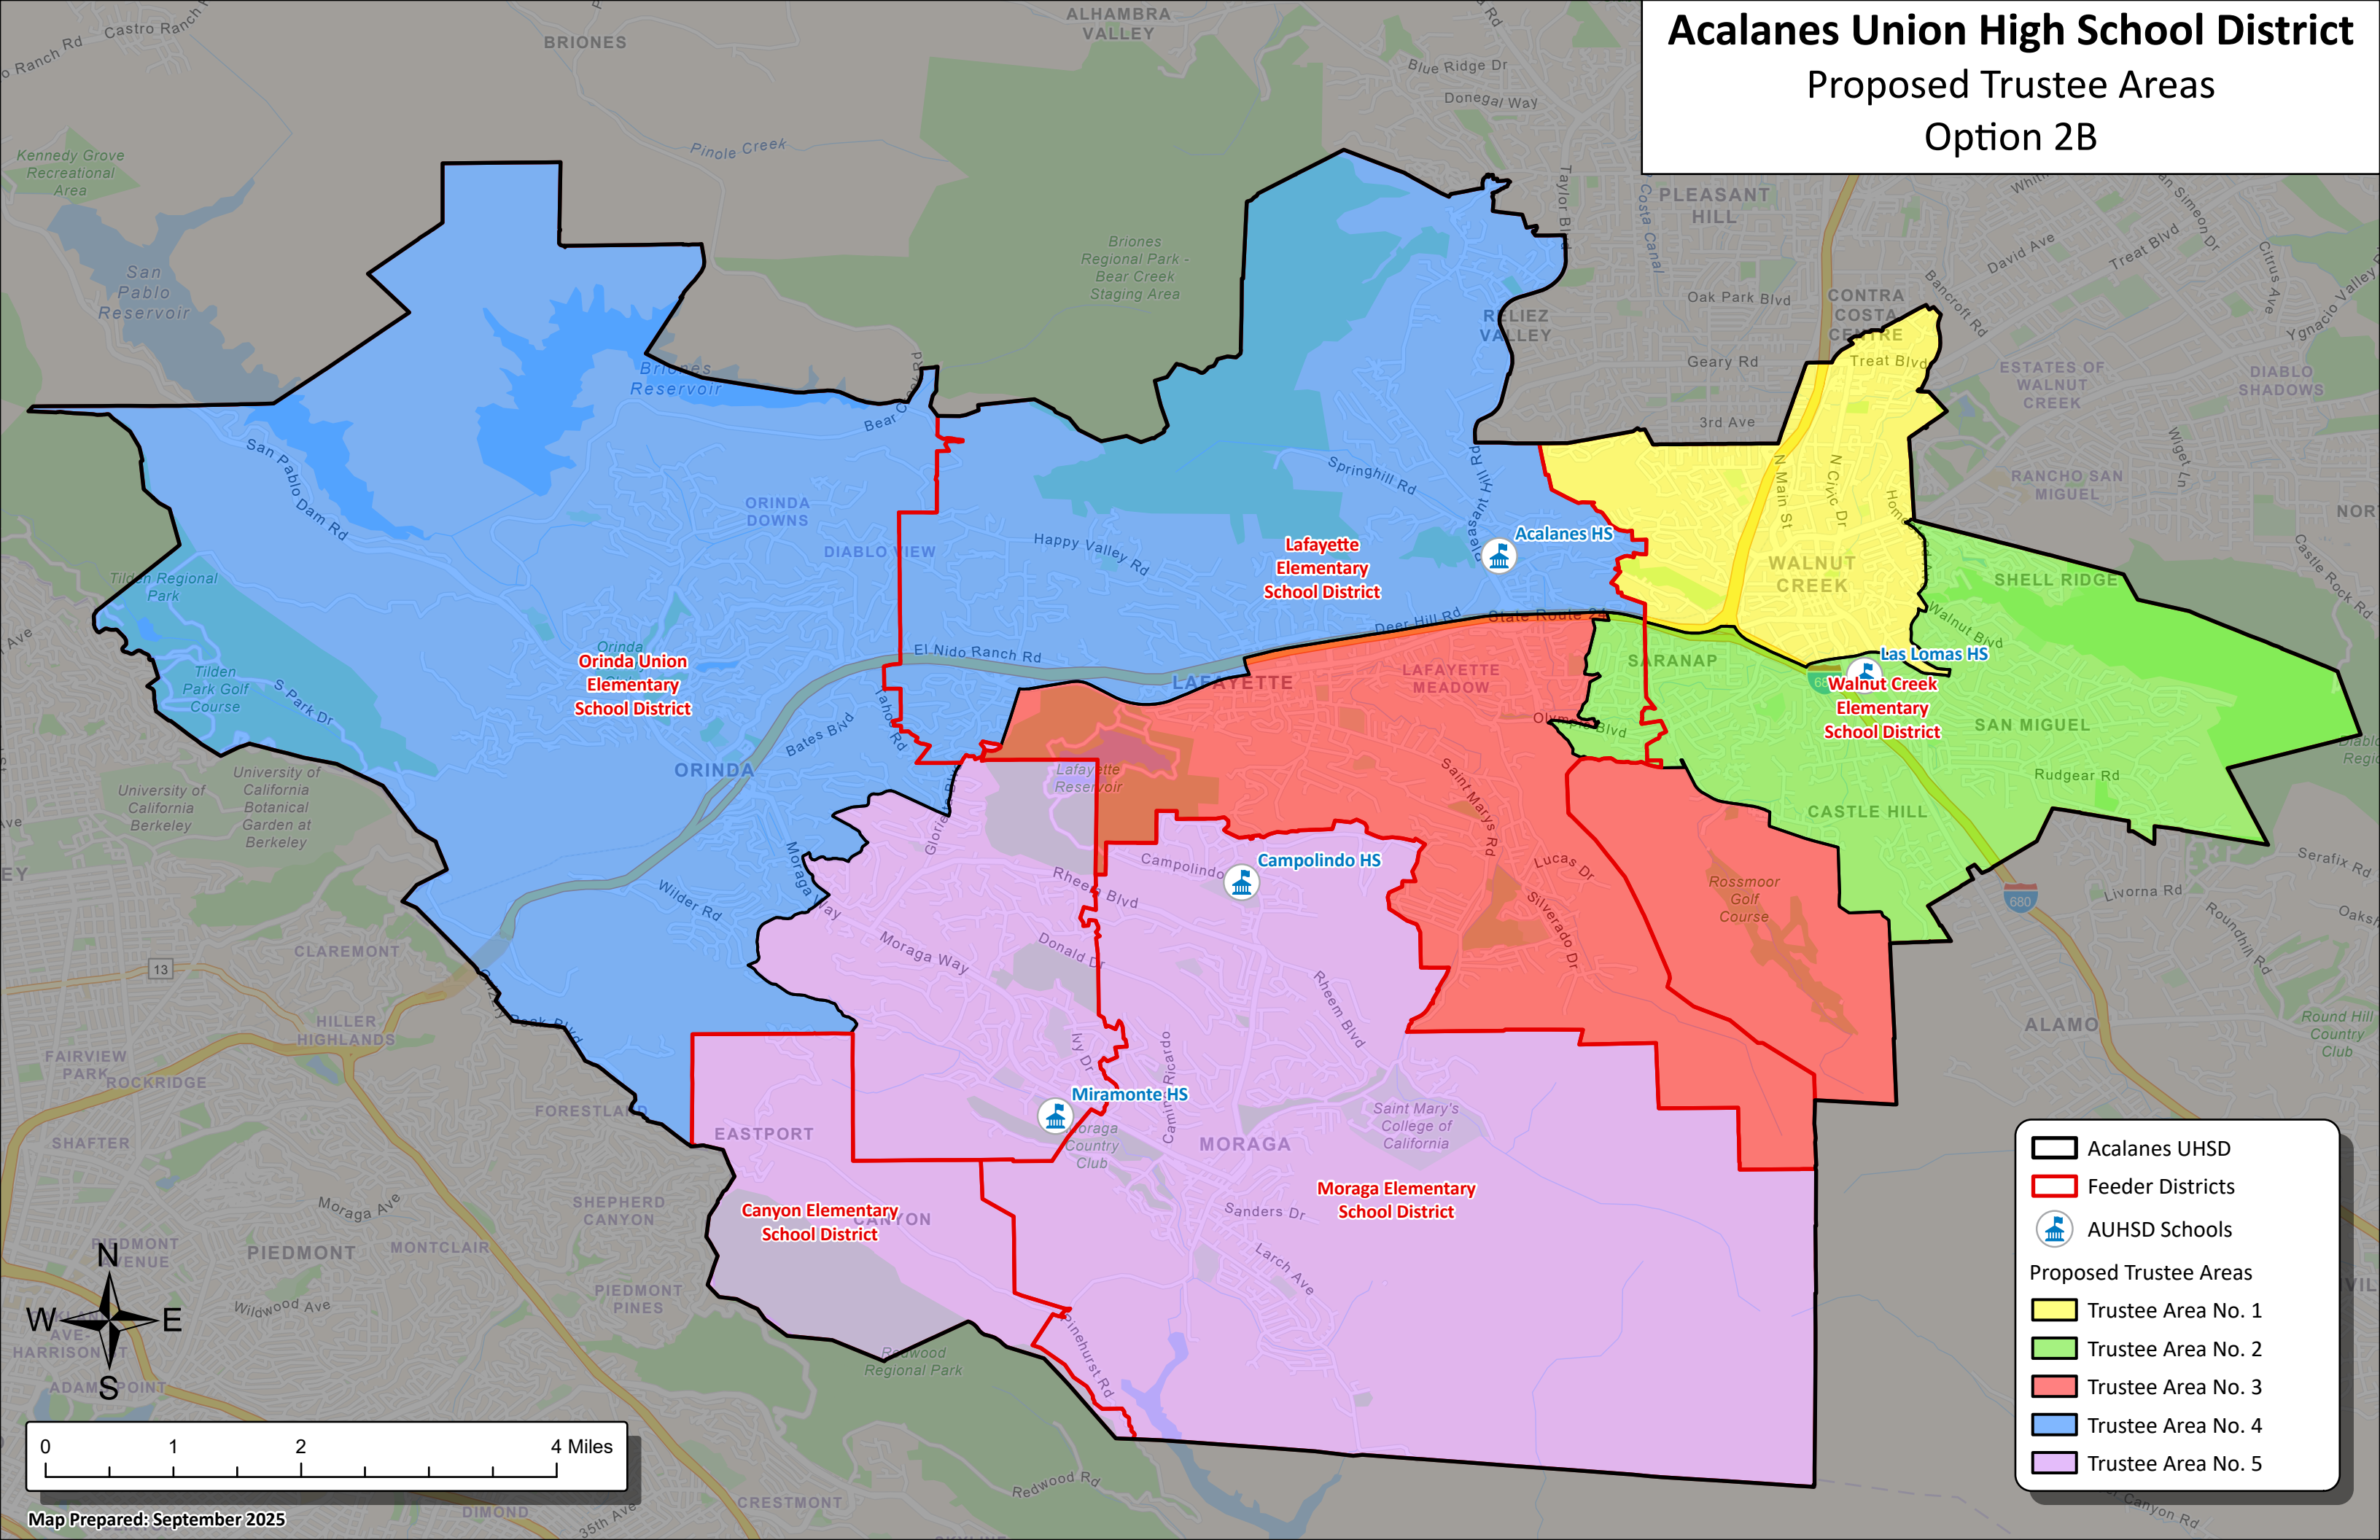 Acalanes Union High School District
Proposed Trustee Areas
Option 2B
Castro Ranch
o Ranch Rd
BRIONES
ALHAMBRA
VALLEY
Blue Ridge Dr
Donegal Way
Pinole Creek
Kennedy Grove
Recreational
Area
San
Pablo
Reservoir
Briones
Regional Park -
Bear Creek
Staging Area
Taylor Blvd
Costa Canal
PLEASANT
HILL
David Ave
Treat Blvd
an Simeon Dr
Citrus Ave
Ygnacio Valley
Bancroft Rd
Oak Park Blvd
CONTRA
COSTA
CENTRE
RELIEZ
VALLEY
Geary Rd
Treat Blvd
3rd Ave
ESTATES OF
WALNUT
CREEK
DIABLO
SHADOWS
Briones
Reservoir
Bear Creek Rd
San Pablo Dam Rd
ORINDA
DOWNS
DIABLO VIEW
Happy Valley Rd
Springhill Rd
Pleasant Hill Rd
Acalanes HS
Lafayette
Elementary
School District
N Main St
N Civic Dr
WALNUT
CREEK
RANCHO SAN
MIGUEL
Wiget Ln
Castle Rock Rd
SHELL RIDGE
Walnut Blvd
Tilden Regional
Park
Tilden
Park Golf
Course
S Park Dr
Orinda
Orinda Union
Elementary
School District
El Nido Ranch Rd
Deer Hill Rd
State Route 24
LAFAYETTE
LAFAYETTE
MEADOW
SARANAP
Olympic Blvd
Las Lomas HS
680
Walnut Creek
Elementary
School District
SAN MIGUEL
Rudgear Rd
CASTLE HILL
Tahoe Rd
Bates Blvd
ORINDA
Lafayette
Reservoir
University of
California
Berkeley
University of
California
Botanical
Garden at
Berkeley
Moraga Way
Wilder Rd
Moraga Way
Rheem Blvd
Campolindo
Campolindo HS
Saint Marys Rd
Lucas Dr
Silverado Dr
Rossmoor
Golf
Course
Donald Dr
Rheem Blvd
Serafix Rd
Livorna Rd
Roundhill Rd
680
ALAMO
Round Hill
Country
Club
CLAREMONT
13
HILLER
HIGHLANDS
FAIRVIEW
PARK
ROCKRIDGE
FORESTLAND
SHAFTER
EASTPORT
Ivy Dr
Camino Ricardo
Miramonte HS
Moraga
Country
Club
MORAGA
Saint Mary's
College of
California
Moraga Elementary
School District
Sanders Dr
Larch Ave
Canyon Elementary
School District
CANYON
Pinehurst Rd
SHEPHERD
CANYON
Moraga Ave
PIEDMONT
AVENUE
PIEDMONT
MONTCLAIR
PIEDMONT
PINES
Wildwood Ave
Redwood
Regional Park
Redwood Rd
CRESTMONT
DIMOND
35th Ave
N
W
E
S
0
1
2
4 Miles
Map Prepared: September 2025
Acalanes UHSD
Feeder Districts
AUHSD Schools
Proposed Trustee Areas
Trustee Area No. 1
Trustee Area No. 2
Trustee Area No. 3
Trustee Area No. 4
Trustee Area No. 5